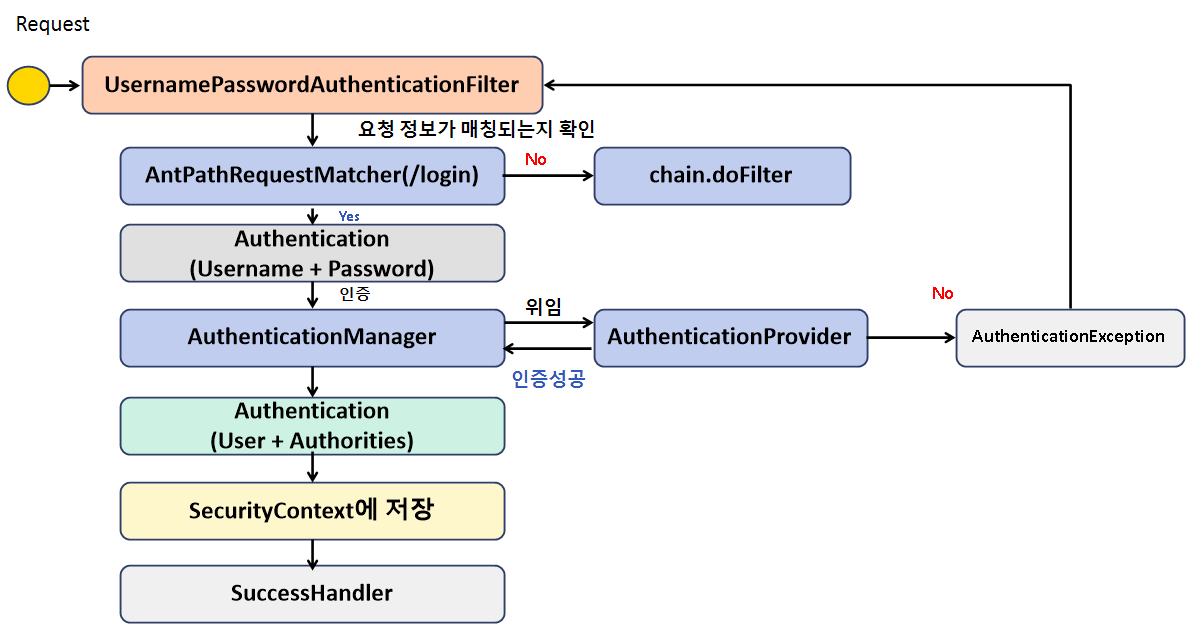 Request
UsernamePasswordAuthenticationFilter
요청 정보가 매칭되는지 확인
AntPathRequestMatcher(/login)
No
chain.doFilter
Yes
Authentication
(Username + Password)
인증
AuthenticationManager
위임
인증성공
AuthenticationProvider
No
AuthenticationException
Authentication
(User + Authorities)
SecurityContext에 저장
SuccessHandler